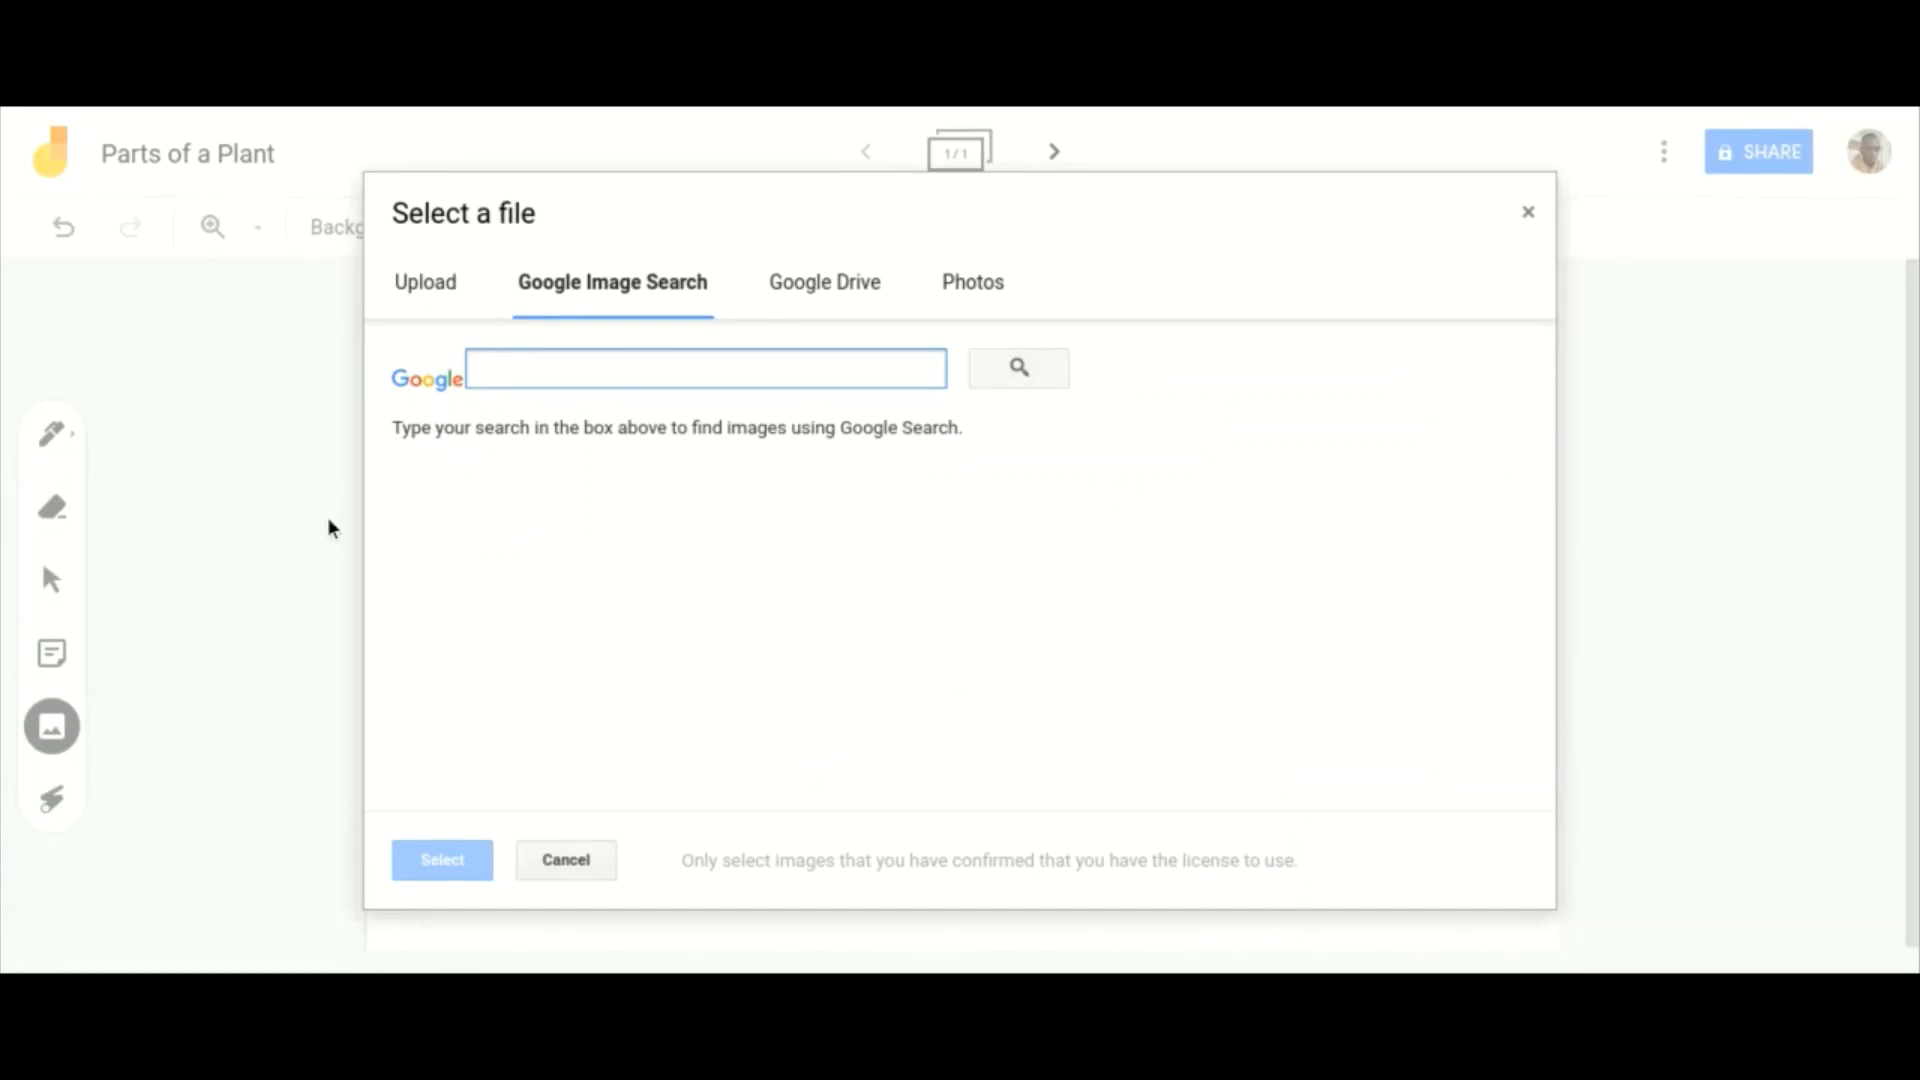 Parts of a Plant
1/1
SHARE
Backg
Select a file
Upload Google Image Search Google Drive Photos
Google
Type your search in the box above to find images using Google Search.
Select Cancel Only select images that you have confirmed that you have the license to use.